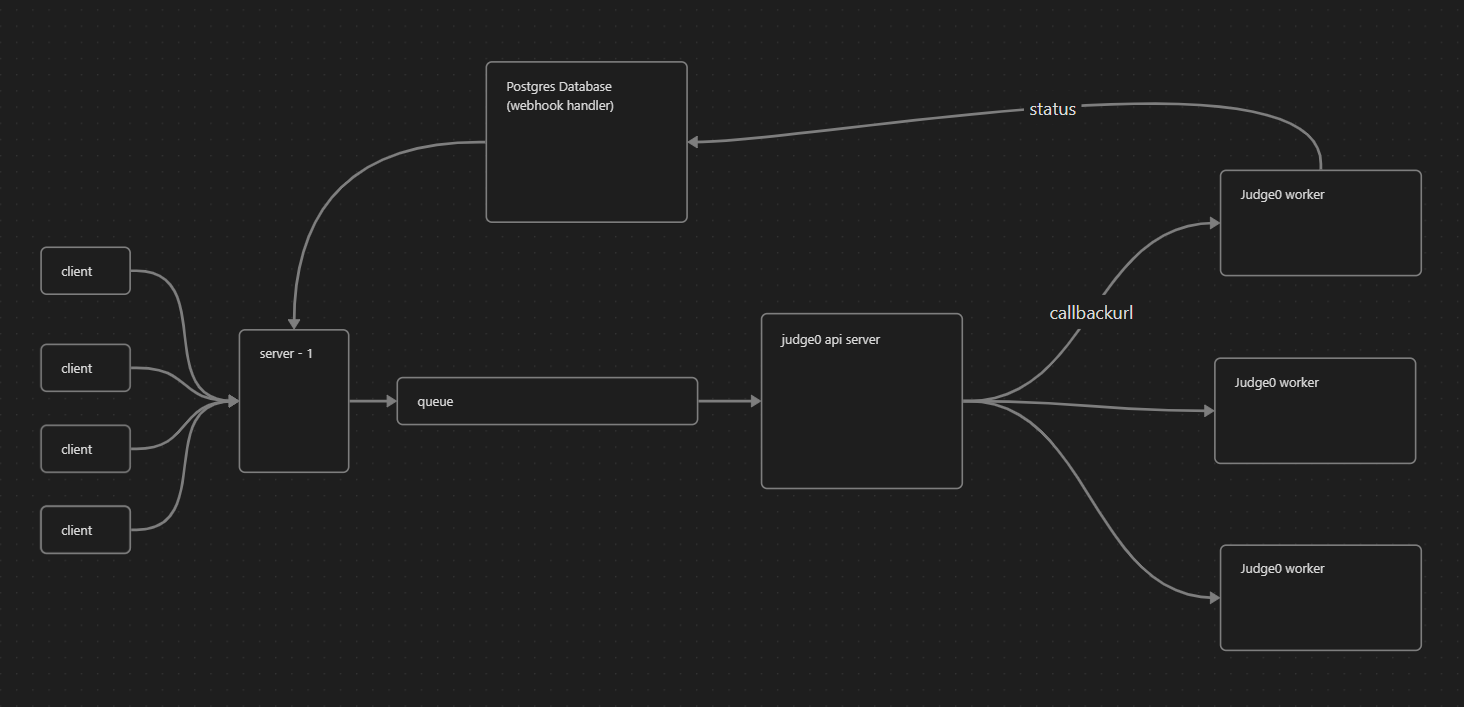 Postgres Database
(webhook handler)
status
Judge0 worker
client
callbackurl
client
server - 1
judge0 api server
Judge0 worker
queue
client
client
Judge0 worker